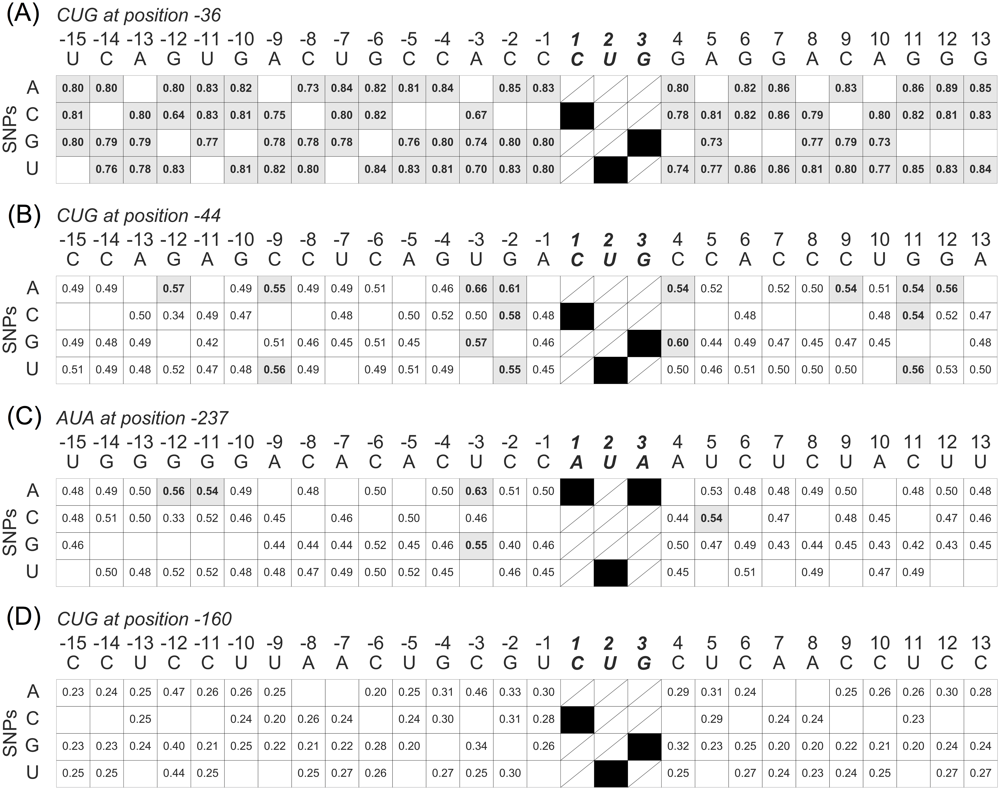 (A) CUG at position -36
-15 -14 -13 -12 -11 -10 -9 -8 -7 -6 -5 -4 -3 -2 -1 1 2 3 4 5 6 7 8 9 10 11 12 13
U C A G U G A C U G C C A C C C U G G A G G A C A G G G
SNPs
A 0.80 0.80 0.80 0.83 0.82 0.73 0.84 0.82 0.81 0.84 0.85 0.83 0.80 0.82 0.86 0.83 0.86 0.89 0.85
C 0.81 0.80 0.64 0.83 0.81 0.75 0.80 0.82 0.67 0.78 0.81 0.82 0.86 0.79 0.80 0.82 0.81 0.83
G 0.80 0.79 0.79 0.77 0.78 0.78 0.78 0.76 0.80 0.74 0.80 0.80 0.73 0.77 0.79 0.73
U 0.76 0.78 0.83 0.81 0.82 0.80 0.84 0.83 0.81 0.70 0.83 0.80 0.74 0.77 0.86 0.86 0.81 0.80 0.77 0.85 0.83 0.84
(B) CUG at position -44
-15 -14 -13 -12 -11 -10 -9 -8 -7 -6 -5 -4 -3 -2 -1 1 2 3 4 5 6 7 8 9 10 11 12 13
C C A G A G C C U C A G U G A C U G C C A C C C U G G A
SNPs
A 0.49 0.49 0.57 0.49 0.55 0.49 0.49 0.51 0.46 0.66 0.61 0.54 0.52 0.52 0.50 0.54 0.51 0.54 0.56
C 0.50 0.34 0.49 0.47 0.48 0.50 0.52 0.50 0.58 0.48 0.48 0.48 0.54 0.52 0.47
G 0.49 0.48 0.49 0.42 0.51 0.46 0.45 0.51 0.45 0.57 0.46 0.60 0.44 0.49 0.47 0.45 0.47 0.45 0.48
U 0.51 0.49 0.48 0.52 0.47 0.48 0.56 0.49 0.49 0.51 0.49 0.55 0.45 0.50 0.46 0.51 0.50 0.50 0.50 0.56 0.53 0.50
(C) AUA at position -237
-15 -14 -13 -12 -11 -10 -9 -8 -7 -6 -5 -4 -3 -2 -1 1 2 3 4 5 6 7 8 9 10 11 12 13
U G G G G G A C A C A C U C C A U A A U C U C U A C U U
SNPs
A 0.48 0.49 0.50 0.56 0.54 0.49 0.48 0.50 0.50 0.63 0.51 0.50 0.53 0.48 0.48 0.49 0.50 0.48 0.50 0.48
C 0.48 0.51 0.50 0.33 0.52 0.46 0.45 0.46 0.50 0.46 0.44 0.54 0.47 0.48 0.45 0.47 0.46
G 0.46 0.44 0.44 0.44 0.52 0.45 0.46 0.55 0.40 0.46 0.50 0.47 0.49 0.43 0.44 0.45 0.43 0.42 0.43 0.45
U 0.50 0.48 0.52 0.52 0.48 0.48 0.47 0.49 0.50 0.52 0.45 0.46 0.45 0.45 0.51 0.49 0.47 0.49
(D) CUG at position -160
-15 -14 -13 -12 -11 -10 -9 -8 -7 -6 -5 -4 -3 -2 -1 1 2 3 4 5 6 7 8 9 10 11 12 13
C C U C C U U A A C U G C G U C U G C U C A A C C U C C
SNPs
A 0.23 0.24 0.25 0.47 0.26 0.26 0.25 0.20 0.25 0.31 0.46 0.33 0.30 0.29 0.31 0.24 0.25 0.26 0.26 0.30 0.28
C 0.25 0.24 0.20 0.26 0.24 0.24 0.30 0.31 0.28 0.29 0.24 0.24 0.23
G 0.23 0.23 0.24 0.40 0.21 0.25 0.22 0.21 0.22 0.28 0.20 0.34 0.26 0.32 0.23 0.25 0.20 0.20 0.22 0.21 0.20 0.24 0.24
U 0.25 0.25 0.44 0.25 0.25 0.27 0.26 0.27 0.25 0.30 0.25 0.27 0.24 0.23 0.24 0.25 0.27 0.27